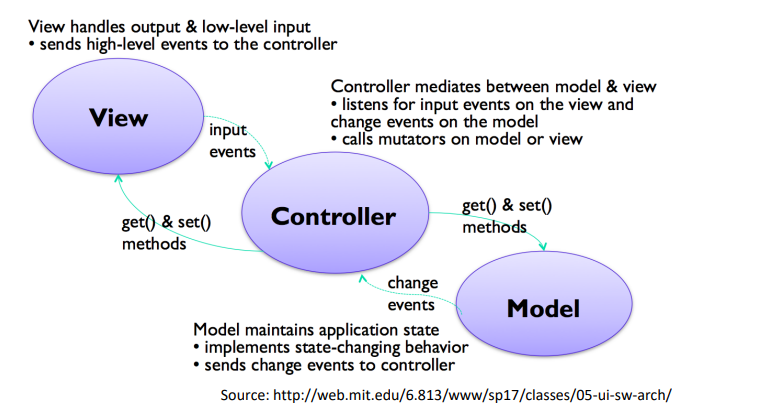 View handles output & low-level input
• sends high-level events to the controller
View
input
events
Controller mediates between model & view
• listens for input events on the view and
change events on the model
• calls mutators on model or view
Controller
get() & set()
methods
get() & set()
methods
change
events
Model
Model maintains application state
• implements state-changing behavior
• sends change events to controller
Source: http://web.mit.edu/6.813/www/sp17/classes/05-ui-sw-arch/